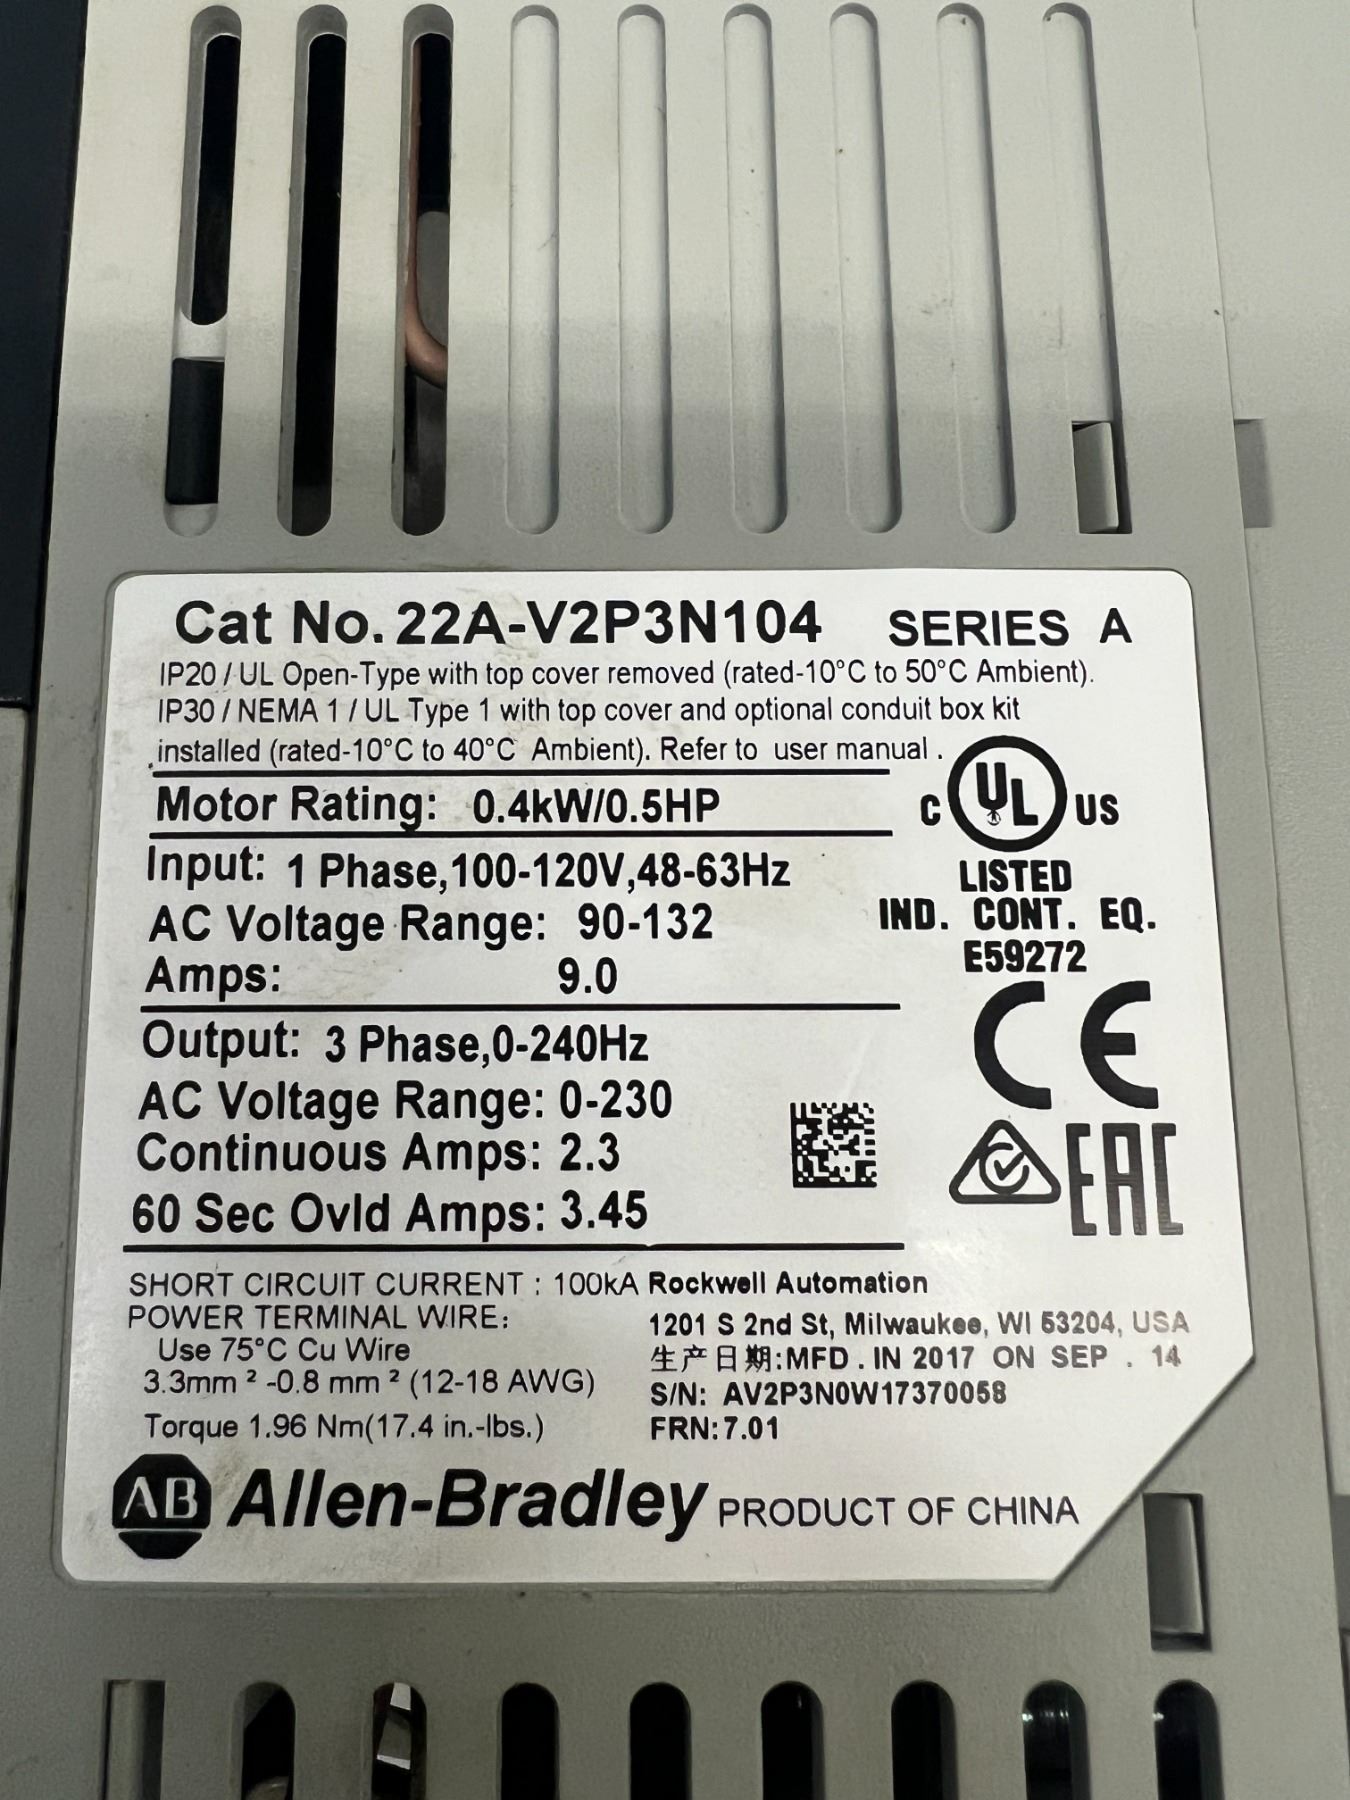 Cat No. 22A-V2P3N104 SERIES A
IP20 / UL Open-Type with top cover removed (rated-10°C to 50°C Ambient).
IP30 / NEMA 1 / UL Type 1 with top cover and optional conduit box kit
installed (rated-10°C to 40°C Ambient). Refer to user manual .
Motor Rating: 0.4kW/0.5HP
C UL US
LISTED
IND. CONT. EQ.
E59272
Input: 1 Phase,100-120V,48-63Hz
AC Voltage Range: 90-132
Amps: 9.0
CE
Output: 3 Phase,0-240Hz
AC Voltage Range: 0-230
Continuous Amps: 2.3
60 Sec Ovld Amps: 3.45
EAC
SHORT CIRCUIT CURRENT : 100kA
POWER TERMINAL WIRE:
Use 75°C Cu Wire
3.3mm ² -0.8 mm ² (12-18 AWG)
Torque 1.96 Nm(17.4 in.-lbs.)
Rockwell Automation
1201 S 2nd St, Milwaukee, WI 53204, USA
生产日期:MFD . IN 2017 ON SEP . 14
S/N: AV2P3N0W17370058
FRN:7.01
AB Allen-Bradley PRODUCT OF CHINA